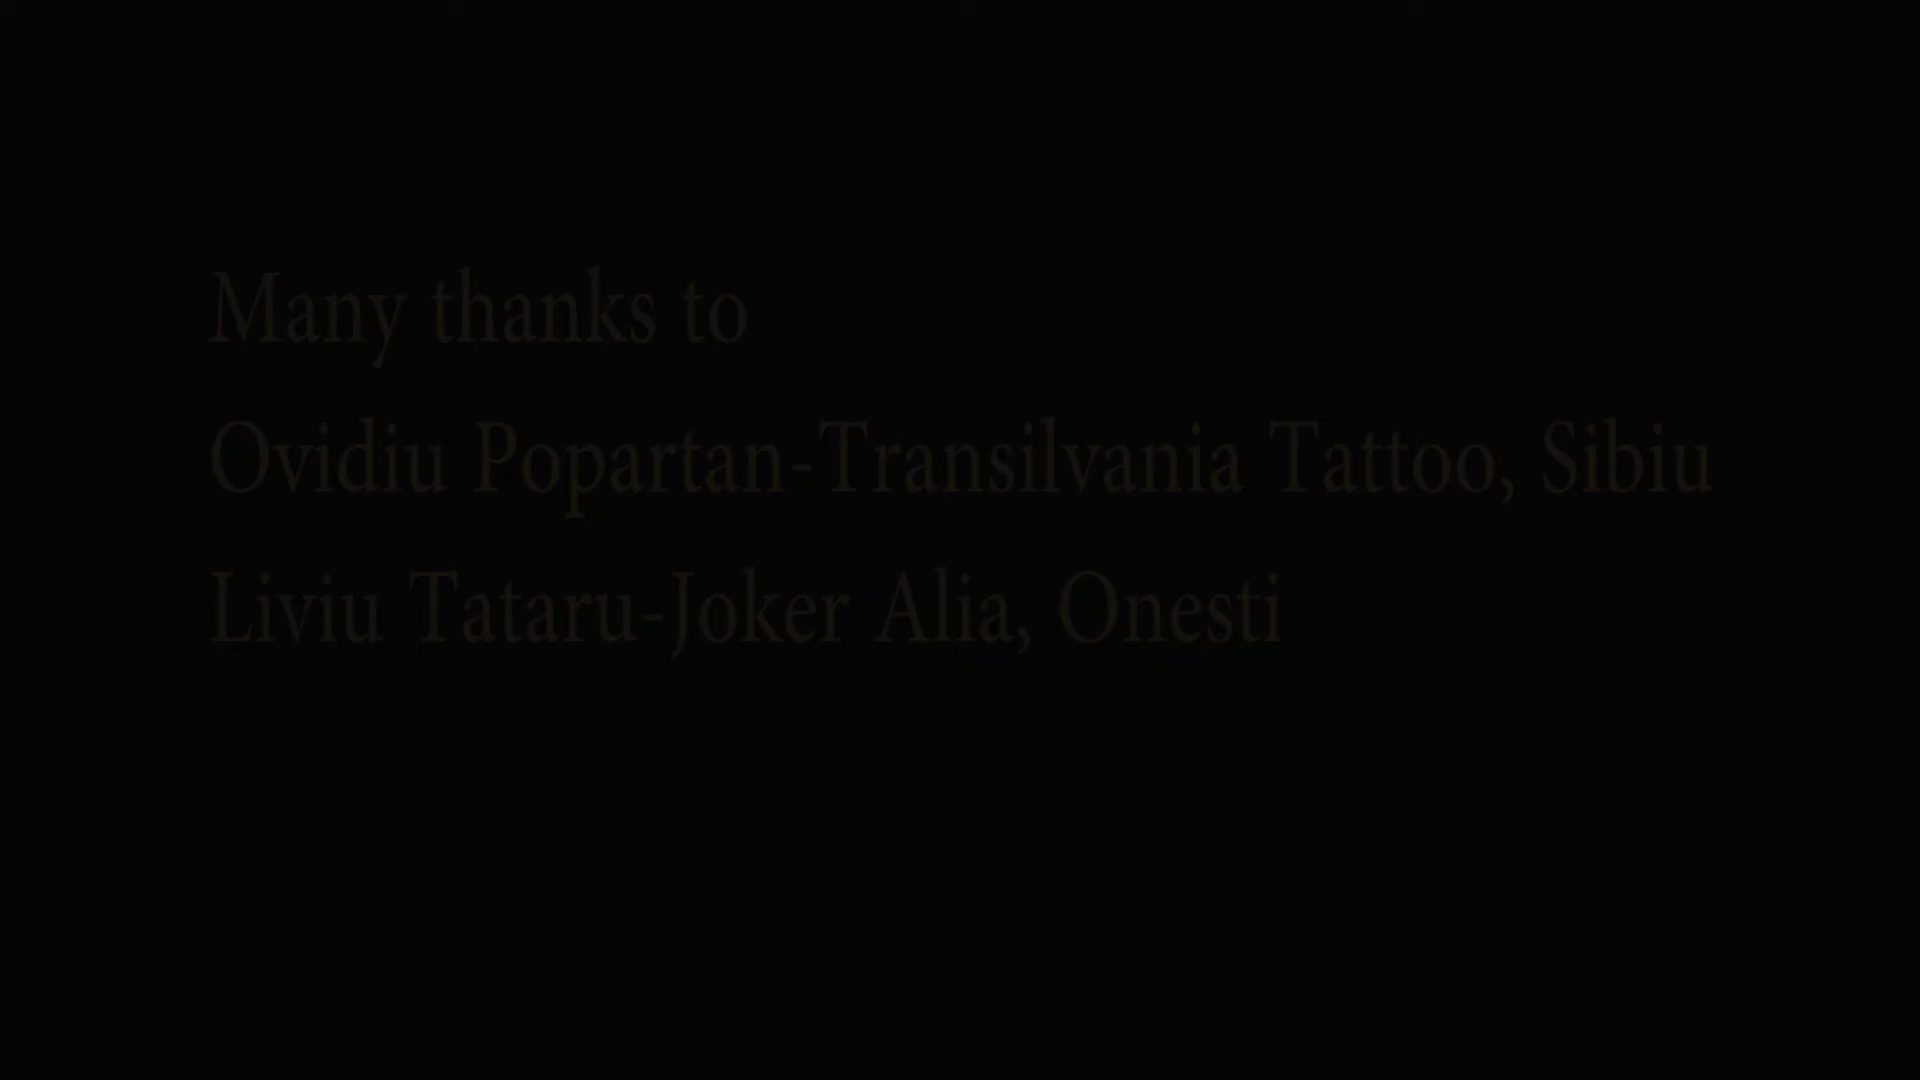 Many thanks to
Ovidiu Popartan-Transilvania Tattoo, Sibiu
Liviu Tataru-Joker Alia, Onesti